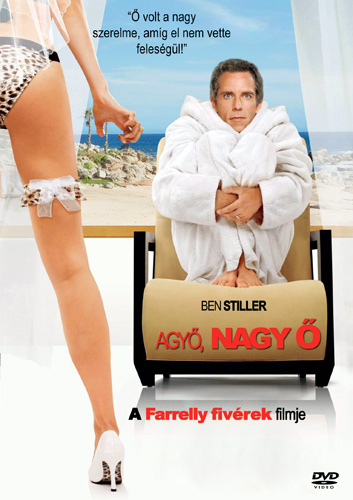 "Ő volt a nagy
szerelme, amíg el nem vette
feleségül!"
BEN STILLER
AGYŐ, NAGY Ő
A Farrelly fivérek filmje
DVD
VIDEO